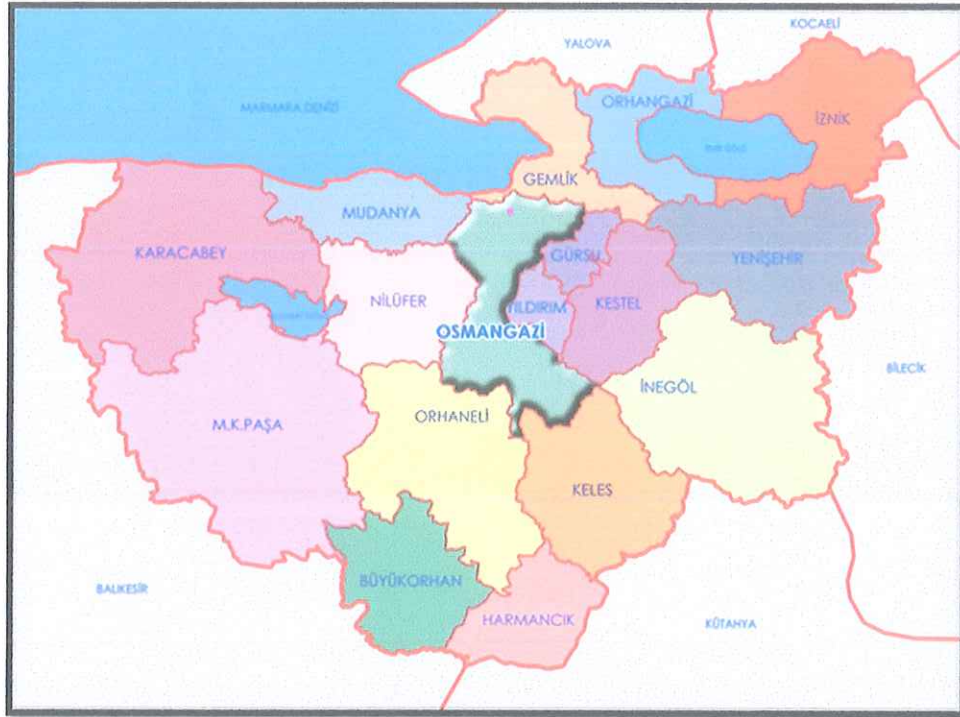 KOCAELİ
YALOVA
MARMARA DENİZİ
ORHANGAZİ
İZNİK
GEMLİK
MUDANYA
KARACABEY
GÜRSU
YENİŞEHİR
NİLÜFER
KESTEL
YILDIRIM
OSMANGAZİ
BİLECİK
İNEGÖL
ORHANELİ
M.K.PAŞA
KELES
BÜYÜKORHAN
BALIKESİR
HARMANCIK
KÜTAHYA